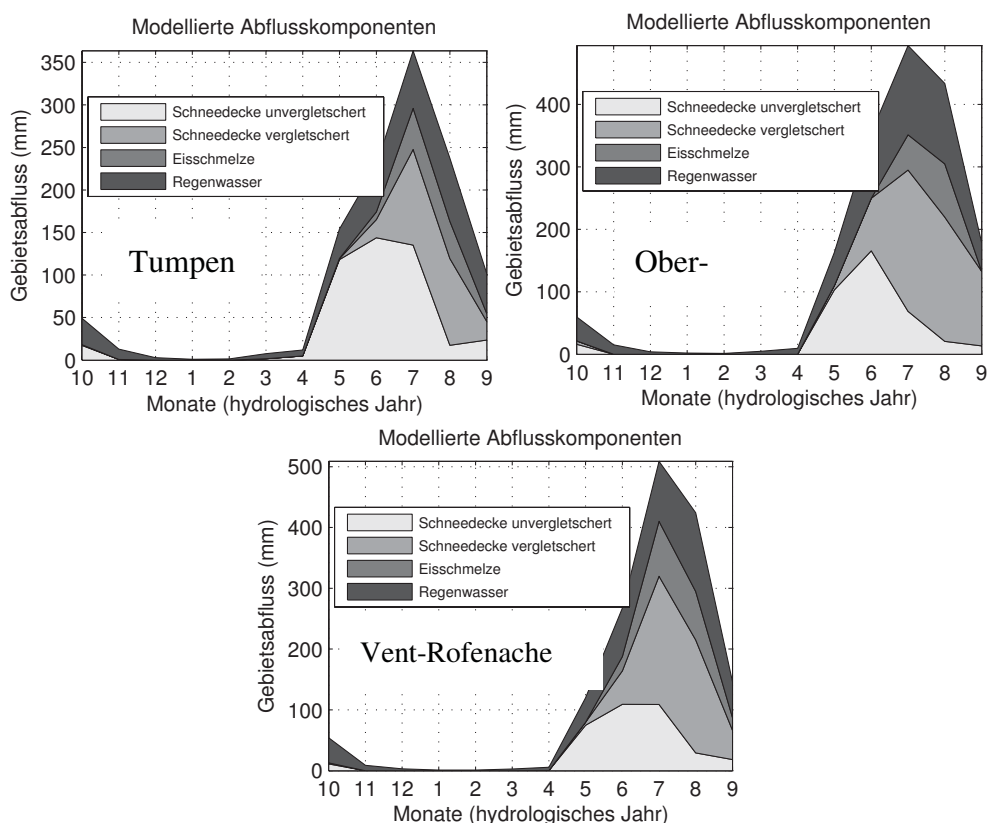 Modellierte Abflusskomponenten
350
300
250
200
150
100
50
0
Gebietsabfluss (mm)
Schneedecke unvergletschert
Schneedecke vergletschert
Eisschmelze
Regenwasser
Tumpen
10 11 12 1 2 3 4 5 6 7 8 9
Monate (hydrologisches Jahr)
Modellierte Abflusskomponenten
400
300
200
100
0
Gebietsabfluss (mm)
Schneedecke unvergletschert
Schneedecke vergletschert
Eisschmelze
Regenwasser
Ober-
10 11 12 1 2 3 4 5 6 7 8 9
Monate (hydrologisches Jahr)
Modellierte Abflusskomponenten
500
400
300
200
100
0
Gebietsabfluss (mm)
Schneedecke unvergletschert
Schneedecke vergletschert
Eisschmelze
Regenwasser
Vent-Rofenache
10 11 12 1 2 3 4 5 6 7 8 9
Monate (hydrologisches Jahr)